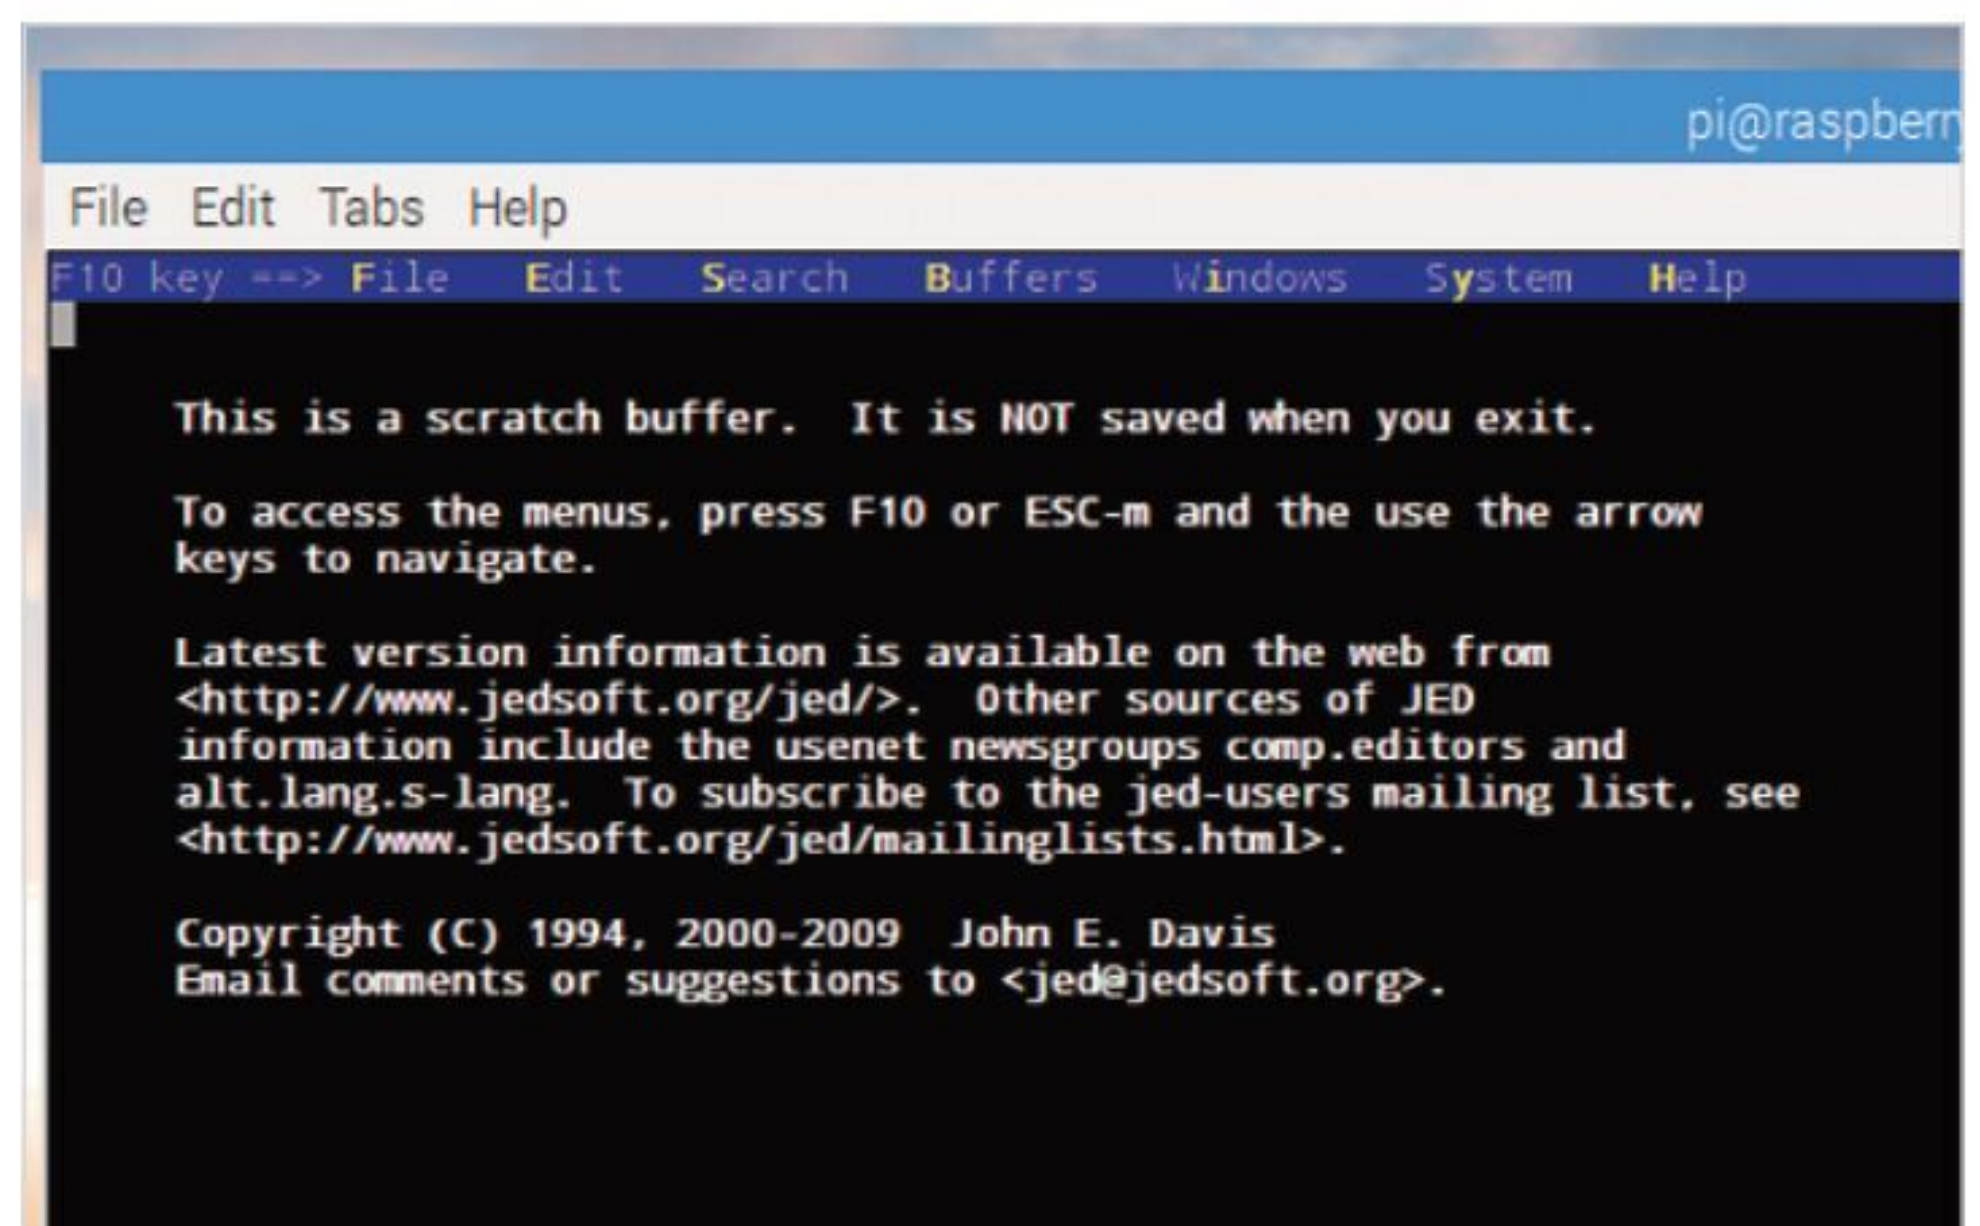 pi@raspberry
File Edit Tabs Help
F10 key ==> File Edit Search Buffers Windows System Help
This is a scratch buffer. It is NOT saved when you exit.
To access the menus, press F10 or ESC-m and the use the arrow
keys to navigate.
Latest version information is available on the web from
<http://www.jedsoft.org/jed/>. Other sources of JED
information include the usenet newsgroups comp.editors and
alt.lang.s-lang. To subscribe to the jed-users mailing list, see
<http://www.jedsoft.org/jed/mailinglists.html>.
Copyright (C) 1994, 2000-2009 John E. Davis
Email comments or suggestions to <jed@jedsoft.org>.